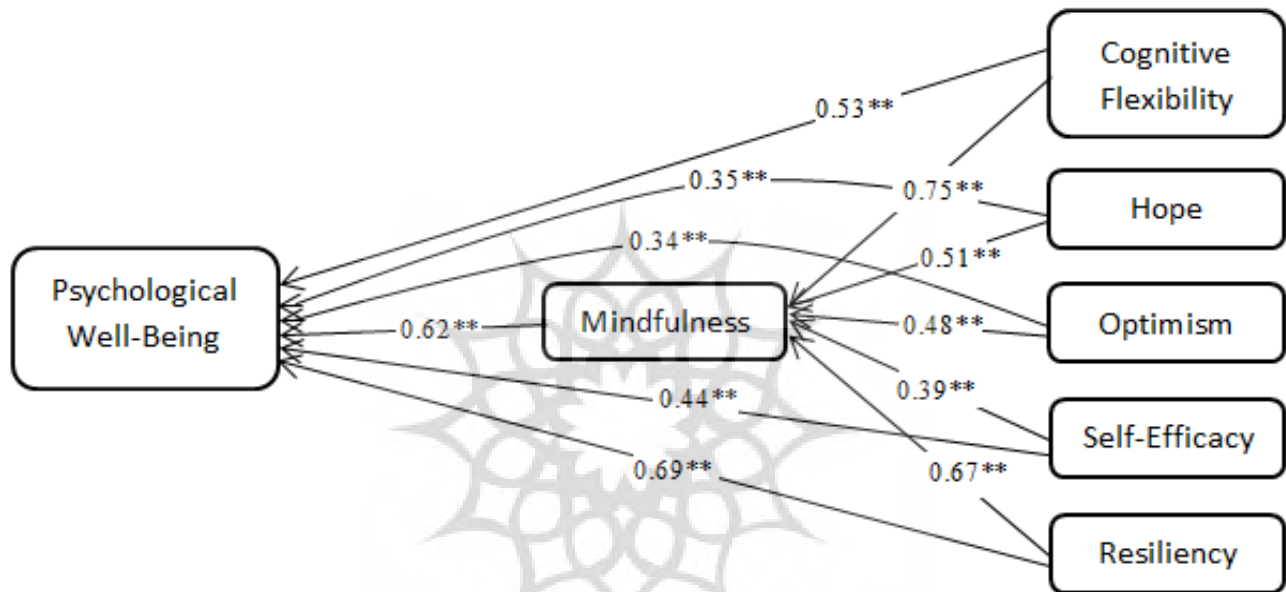 Cognitive
Flexibility
0.53**
0.35**
0.75**
Hope
0.34**
0.51**
Psychological
Well-Being
0.62**
Mindfulness
0.48**
Optimism
0.44**
0.39**
Self-Efficacy
0.69**
0.67**
Resiliency